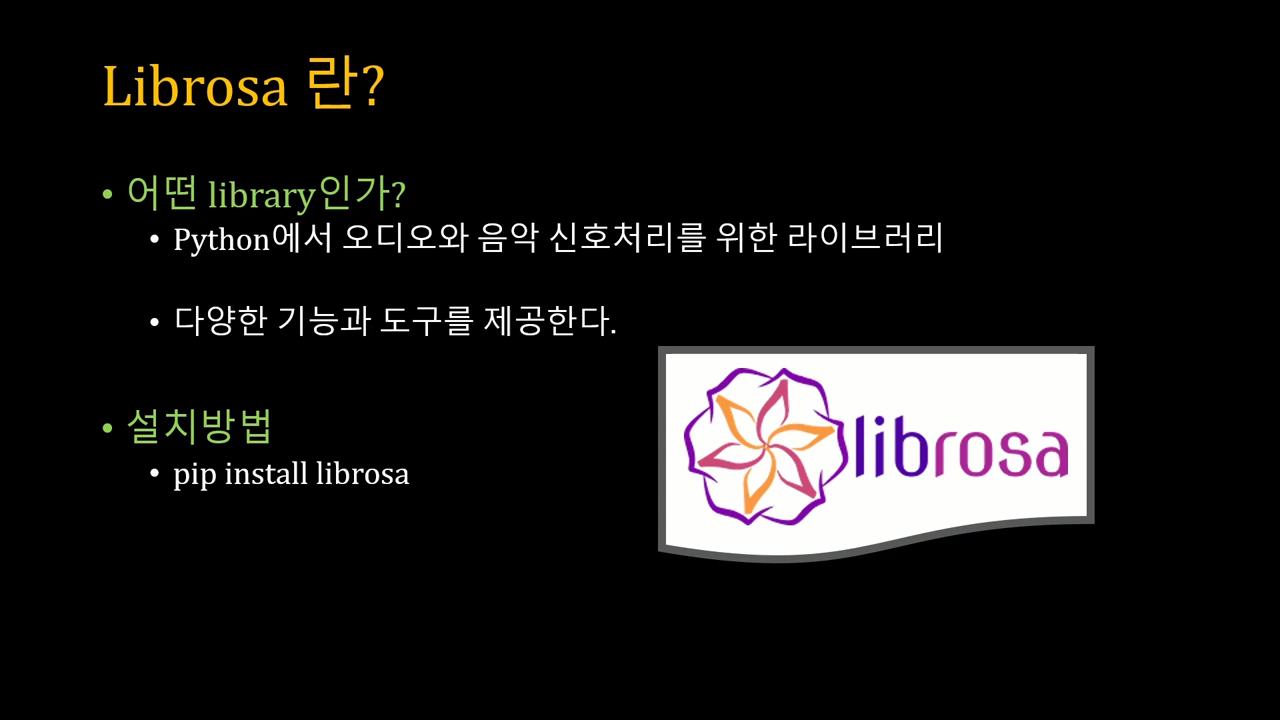 Librosa 란?
• 어떤 library인가?
• Python에서 오디오와 음악 신호처리를 위한 라이브러리
• 다양한 기능과 도구를 제공한다.
• 설치방법
• pip install librosa
librosa